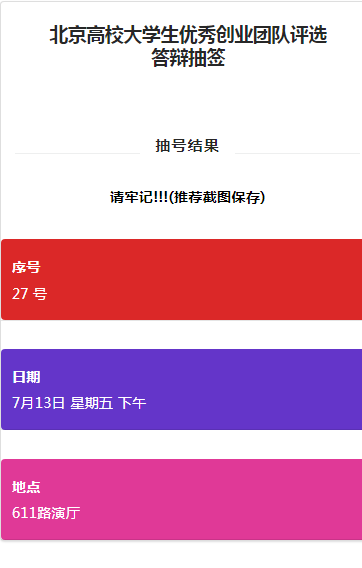 北京高校大学生优秀创业团队评选
答辩抽签
抽号结果
请牢记!!!(推荐截图保存)
序号
27 号
日期
7月13日 星期五 下午
地点
611路演厅